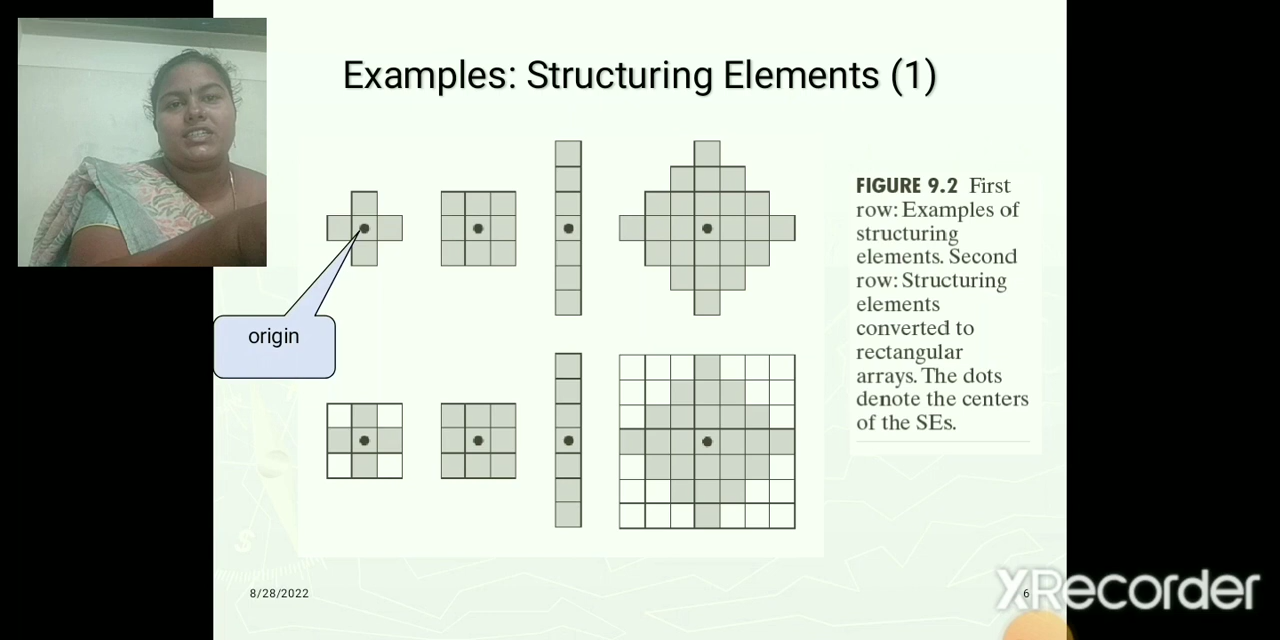 Examples: Structuring Elements (1)
origin
FIGURE 9.2 First
row: Examples of
structuring
elements. Second
row: Structuring
elements
converted to
rectangular
arrays. The dots
denote the centers
of the SEs.
8/28/2022
6
XRecorder